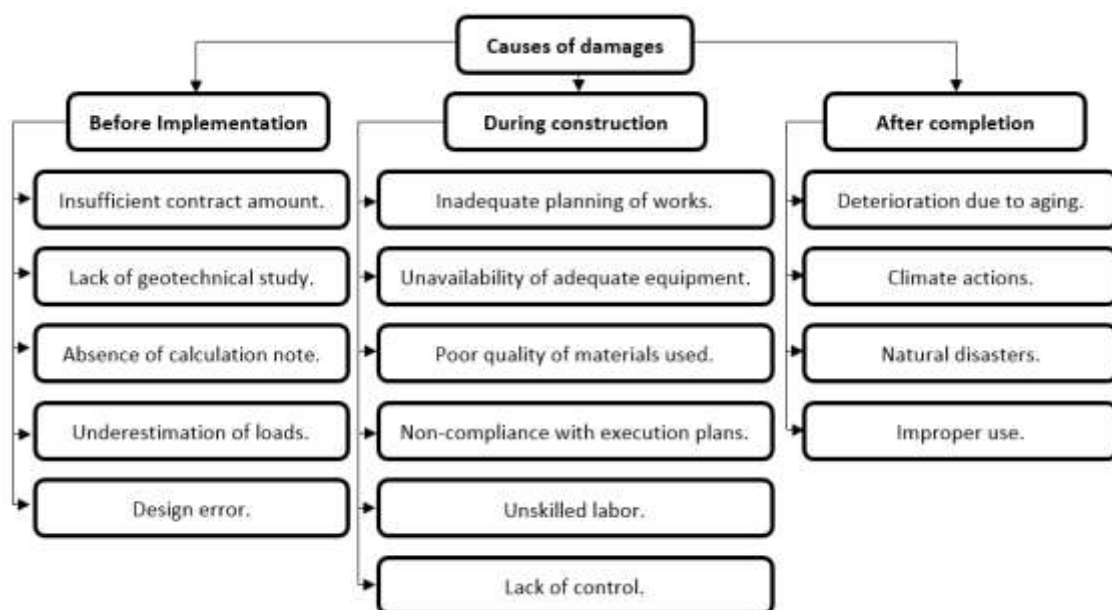 Causes of damages
Before Implementation
Insufficient contract amount.
Lack of geotechnical study.
Absence of calculation note.
Underestimation of loads.
Design error.
During construction
Inadequate planning of works.
Unavailability of adequate equipment.
Poor quality of materials used.
Non-compliance with execution plans.
Unskilled labor.
Lack of control.
After completion
Deterioration due to aging.
Climate actions.
Natural disasters.
Improper use.